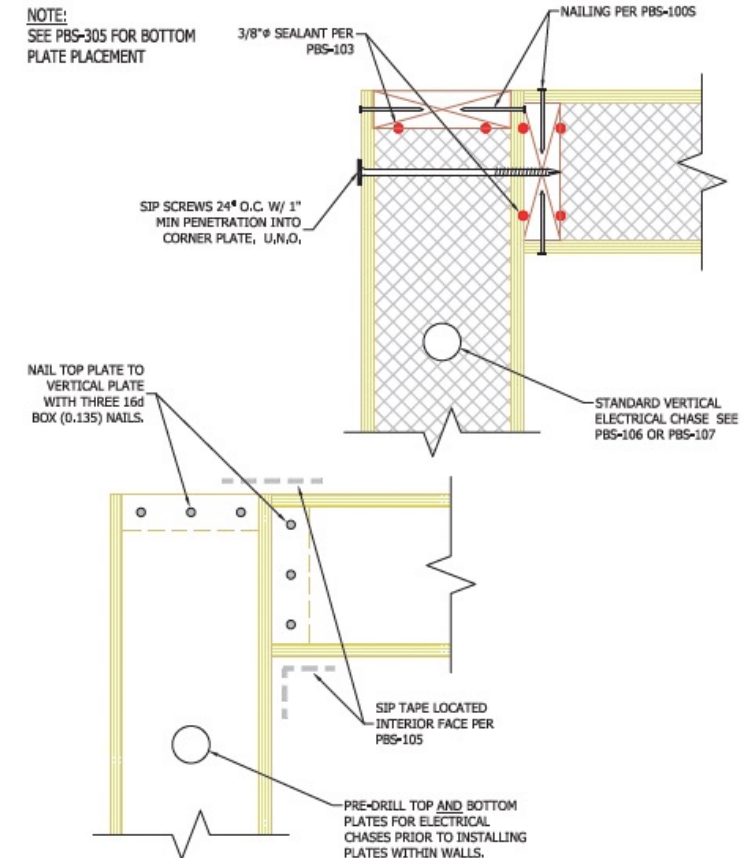 NOTE:
SEE PBS-305 FOR BOTTOM
PLATE PLACEMENT
3/8"ø SEALANT PER
PBS-103
NAILING PER PBS-100S
SIP SCREWS 24" O.C. W/ 1"
MIN PENETRATION INTO
CORNER PLATE, U.N.O.
NAIL TOP PLATE TO
VERTICAL PLATE
WITH THREE 16d
BOX (0.135) NAILS.
STANDARD VERTICAL
ELECTRICAL CHASE SEE
PBS-106 OR PBS-107
SIP TAPE LOCATED
INTERIOR FACE PER
PBS-105
PRE-DRILL TOP AND BOTTOM
PLATES FOR ELECTRICAL
CHASES PRIOR TO INSTALLING
PLATES WITHIN WALLS.